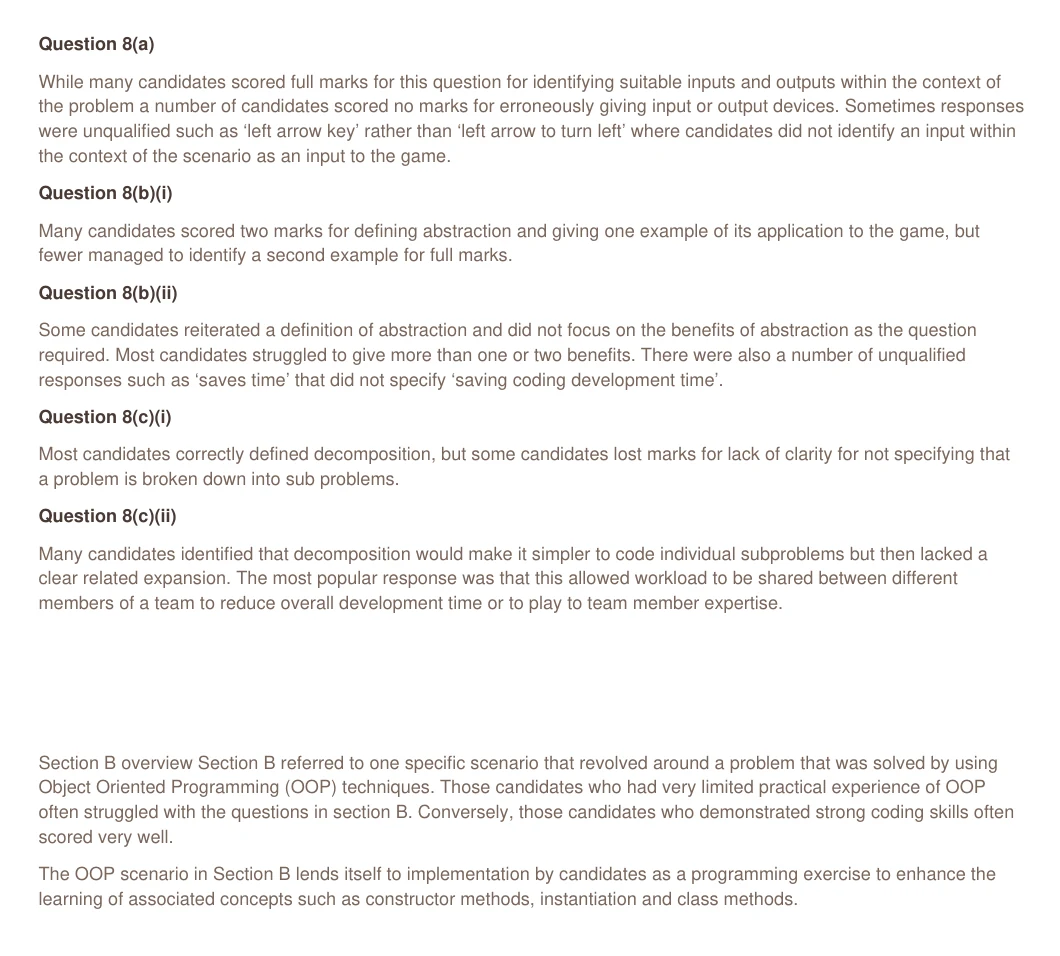 Question 8(a)
While many candidates scored full marks for this question for identifying suitable inputs and outputs within the context of
the problem a number of candidates scored no marks for erroneously giving input or output devices. Sometimes responses
were unqualified such as ‘left arrow key’ rather than ‘left arrow to turn left’ where candidates did not identify an input within
the context of the scenario as an input to the game.
Question 8(b)(i)
Many candidates scored two marks for defining abstraction and giving one example of its application to the game, but
fewer managed to identify a second example for full marks.
Question 8(b)(ii)
Some candidates reiterated a definition of abstraction and did not focus on the benefits of abstraction as the question
required. Most candidates struggled to give more than one or two benefits. There were also a number of unqualified
responses such as ‘saves time’ that did not specify ‘saving coding development time’.
Question 8(c)(i)
Most candidates correctly defined decomposition, but some candidates lost marks for lack of clarity for not specifying that
a problem is broken down into sub problems.
Question 8(c)(ii)
Many candidates identified that decomposition would make it simpler to code individual subproblems but then lacked a
clear related expansion. The most popular response was that this allowed workload to be shared between different
members of a team to reduce overall development time or to play to team member expertise.
Section B overview Section B referred to one specific scenario that revolved around a problem that was solved by using
Object Oriented Programming (OOP) techniques. Those candidates who had very limited practical experience of OOP
often struggled with the questions in section B. Conversely, those candidates who demonstrated strong coding skills often
scored very well.
The OOP scenario in Section B lends itself to implementation by candidates as a programming exercise to enhance the
learning of associated concepts such as constructor methods, instantiation and class methods.